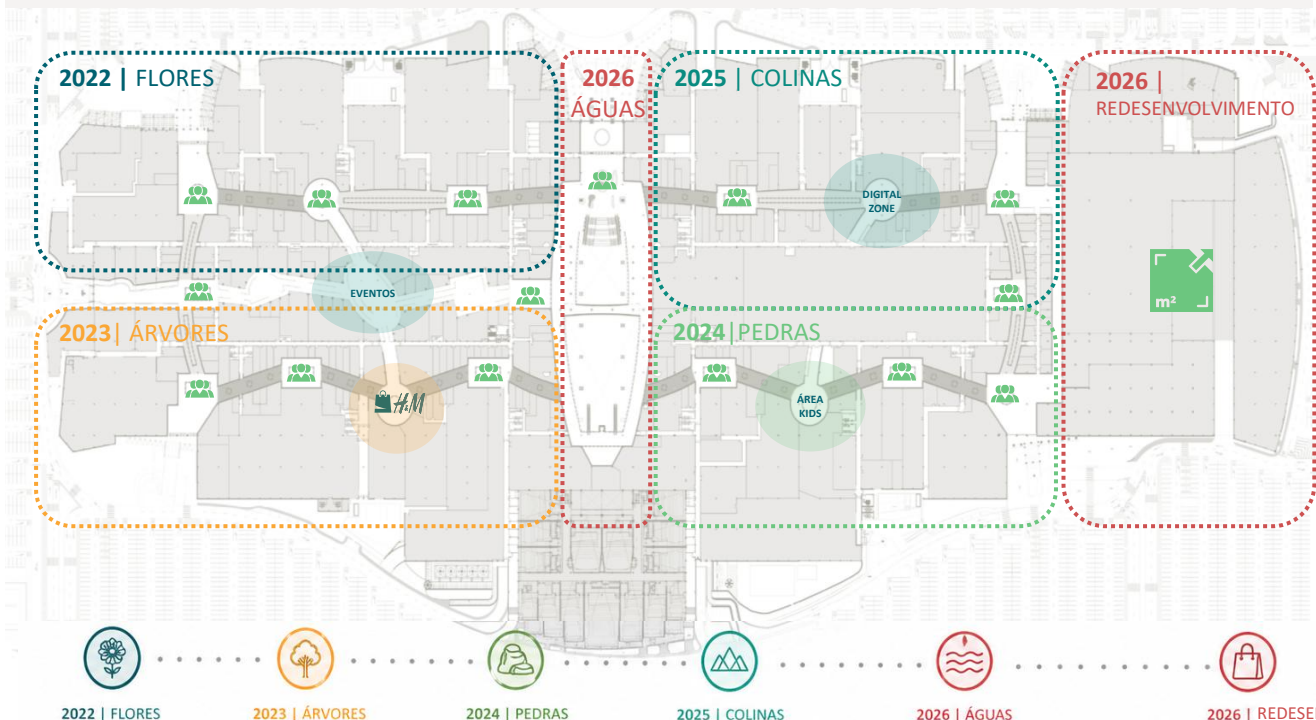 2022 | FLORES
2026
ÁGUAS
2025 | COLINAS
2026 |
REDESENVOLVIMENTO
DIGITAL
ZONE
EVENTOS
m²
2023| ÁRVORES
2024|PEDRAS
H&M
ÁREA
KIDS
2022 | FLORES
2023 | ÁRVORES
2024 | PEDRAS
2025 | COLINAS
2026 | ÁGUAS
2026 | REDESE